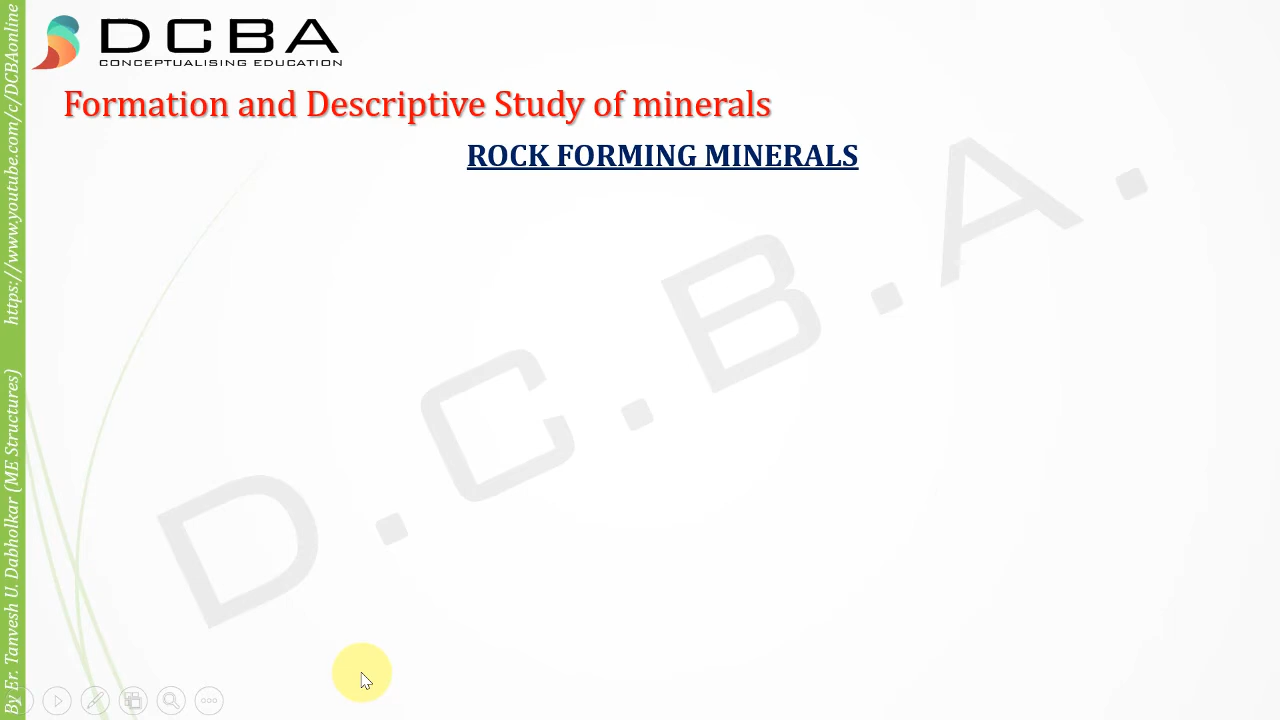 DCBA
CONCEPTUALISING EDUCATION
Formation and Descriptive Study of minerals
ROCK FORMING MINERALS
D.C.B.A.
By Er. Tanvesh U. Dabholkar (ME Structures) https://www.youtube.com/c/DCBAonline